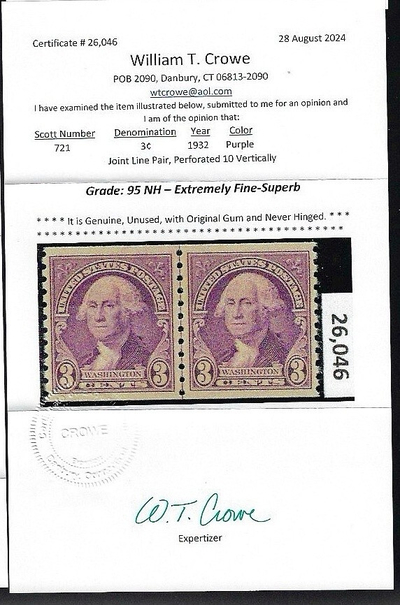 Certificate # 26,046
28 August 2024
William T. Crowe
POB 2090, Danbury, CT 06813-2090
wtcrowe@aol.com
I have examined the item illustrated below, submitted to me for an opinion and
I am of the opinion that:
Scott Number Denomination Year Color
721 3¢ 1932 Purple
Joint Line Pair, Perforated 10 Vertically
Grade: 95 NH – Extremely Fine-Superb
* * * * It is Genuine, Unused, with Original Gum and Never Hinged. * * *
* * * * * * * * * * * * * * * * * * * * * * * * * * * * * * * * * * * * * * * *
UNITED STATES POSTAGE UNITED STATES POSTAGE
3 WASHINGTON 3 3 WASHINGTON 3
CENTS CENTS
26,046
CROWE
W.T. Crowe
Expertizer